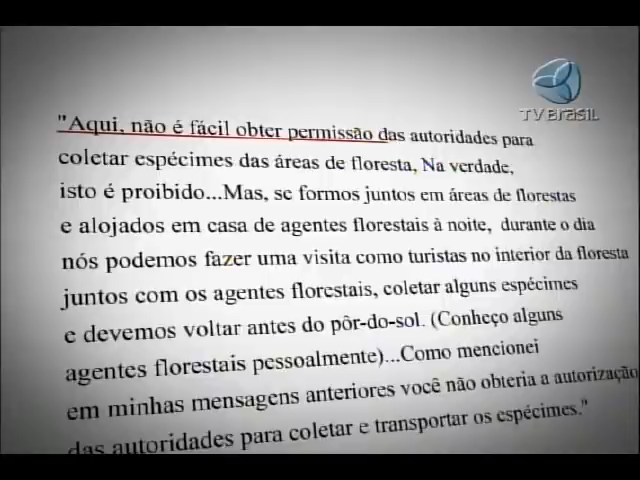 TVBrasil
"Aqui, não é fácil obter permissão das autoridades para
coletar espécimes das áreas de floresta, Na verdade,
isto é proibido...Mas, se formos juntos em áreas de florestas
e alojados em casa de agentes florestais à noite, durante o dia
nós podemos fazer uma visita como turistas no interior da floresta
juntos com os agentes florestais, coletar alguns espécimes
e devemos voltar antes do pôr-do-sol. (Conheço alguns
agentes florestais pessoalmente)...Como mencionei
em minhas mensagens anteriores você não obteria a autorização
das autoridades para coletar e transportar os espécimes."